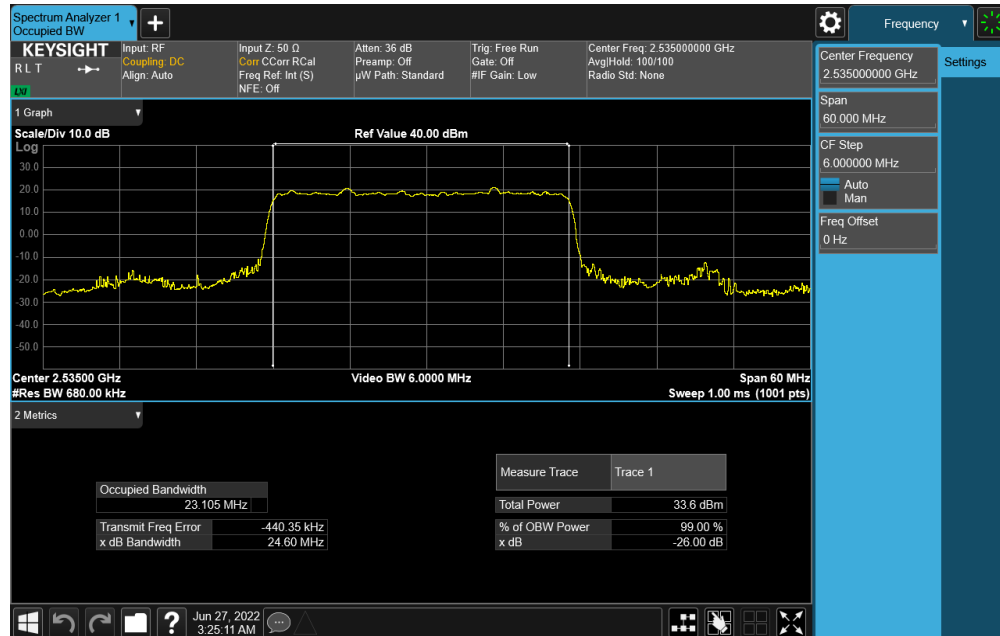 Spectrum Analyzer 1
Occupied BW
Frequency
KEYSIGHT
R L T
LXI
Input: RF
Coupling: DC
Align: Auto
Input Z: 50 Ω
Corr CCorr RCal
Freq Ref: Int (S)
NFE: Off
Atten: 36 dB
Preamp: Off
µW Path: Standard
Trig: Free Run
Gate: Off
#IF Gain: Low
Center Freq: 2.535000000 GHz
Avg|Hold: 100/100
Radio Std: None
Center Frequency
2.535000000 GHz
Settings
Span
60.000 MHz
CF Step
6.000000 MHz
Auto
Man
Freq Offset
0 Hz
1 Graph
Scale/Div 10.0 dB
Ref Value 40.00 dBm
Log
30.0
20.0
10.0
0.00
-10.0
-20.0
-30.0
-40.0
-50.0
Center 2.53500 GHz
Video BW 6.0000 MHz
Span 60 MHz
#Res BW 680.00 kHz
Sweep 1.00 ms (1001 pts)
2 Metrics
Measure Trace Trace 1
Occupied Bandwidth
23.105 MHz
Total Power 33.6 dBm
Transmit Freq Error -440.35 kHz
% of OBW Power 99.00 %
x dB Bandwidth 24.60 MHz
x dB -26.00 dB
Jun 27, 2022
3:25:11 AM